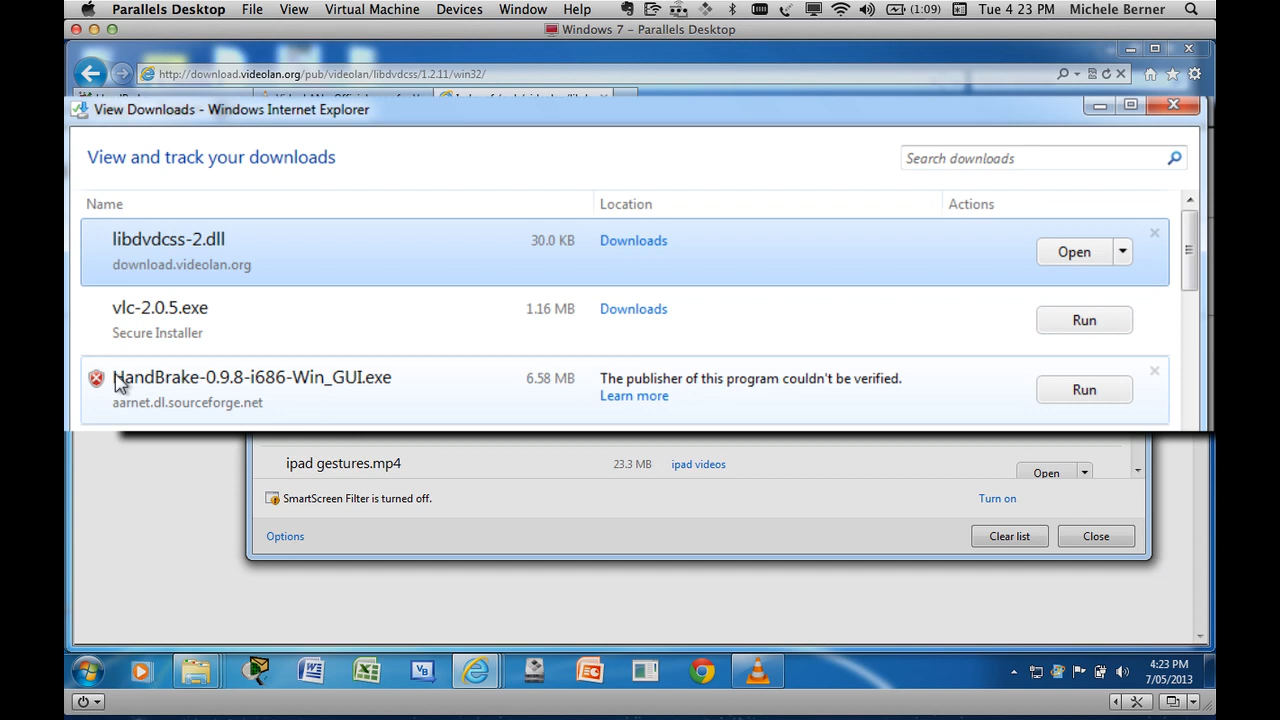 Parallels Desktop File View Virtual Machine Devices Window Help (1:09) Tue 4 23 PM Michele Berner
Windows 7 - Parallels Desktop
http://download.videolan.org/pub/videolan/libdvdcss/1.2.11/win32/
View Downloads - Windows Internet Explorer
View and track your downloads
Search downloads
Name Location Actions
libdvdcss-2.dll 30.0 KB Downloads Open
download.videolan.org
vlc-2.0.5.exe 1.16 MB Downloads Run
Secure Installer
HandBrake-0.9.8-i686-Win_GUI.exe 6.58 MB The publisher of this program couldn't be verified. Run
aarnet.dl.sourceforge.net Learn more
ipad gestures.mp4 23.3 MB ipad videos Open
SmartScreen Filter is turned off. Turn on
Options Clear list Close
4:23 PM
7/05/2013